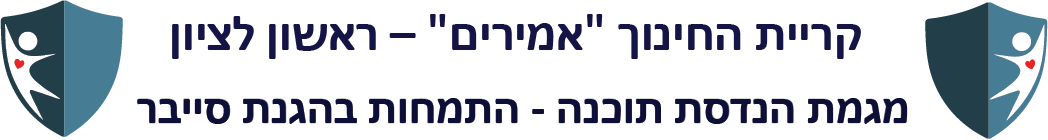 קריית החינוך "אמירים" – ראשון לציון
מגמת הנדסת תוכנה - התמחות בהגנת סייבר